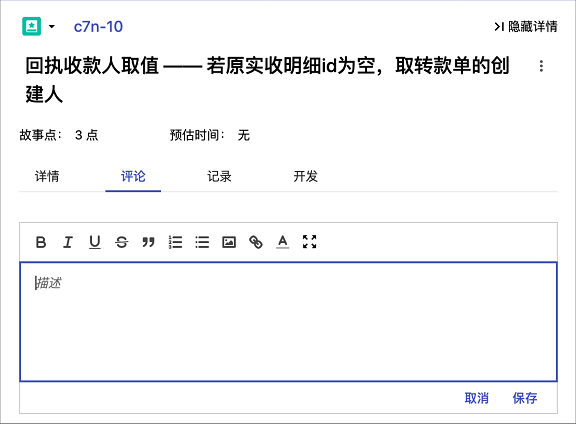 c7n-10
隐藏详情
回执收款人取值 —— 若原实收明细id为空，取转款单的创
建人
故事点： 3 点 预估时间： 无
详情 评论 记录 开发
B I U S 99 A
描述
取消 保存